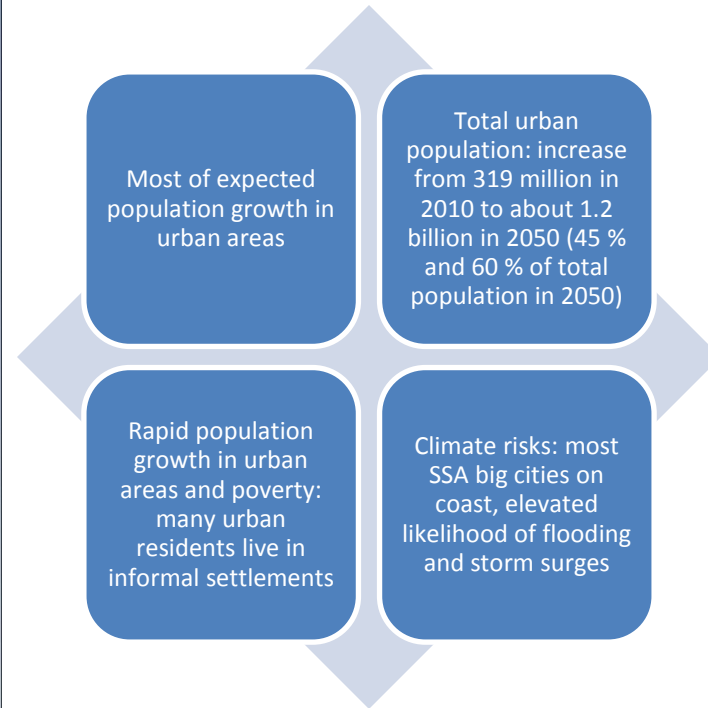 Most of expected
population growth in
urban areas
Total urban
population: increase
from 319 million in
2010 to about 1.2
billion in 2050 (45 %
and 60 % of total
population in 2050)
Rapid population
growth in urban
areas and poverty:
many urban
residents live in
informal settlements
Climate risks: most
SSA big cities on
coast, elevated
likelihood of flooding
and storm surges